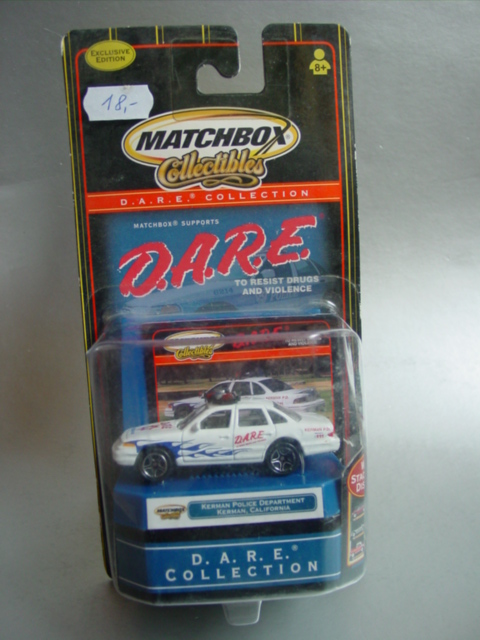 EXCLUSIVE
EDITION
8+
18,-
MATCHBOX
Collectibles
D.A.R.E.® COLLECTION
MATCHBOX® SUPPORTS
D.A.R.E.
TO RESIST DRUGS
AND VIOLENCE
D.A.R.E.
MATCHBOX
KERMAN POLICE DEPARTMENT
KERMAN, CALIFORNIA
D. A. R. E.®
COLLECTION